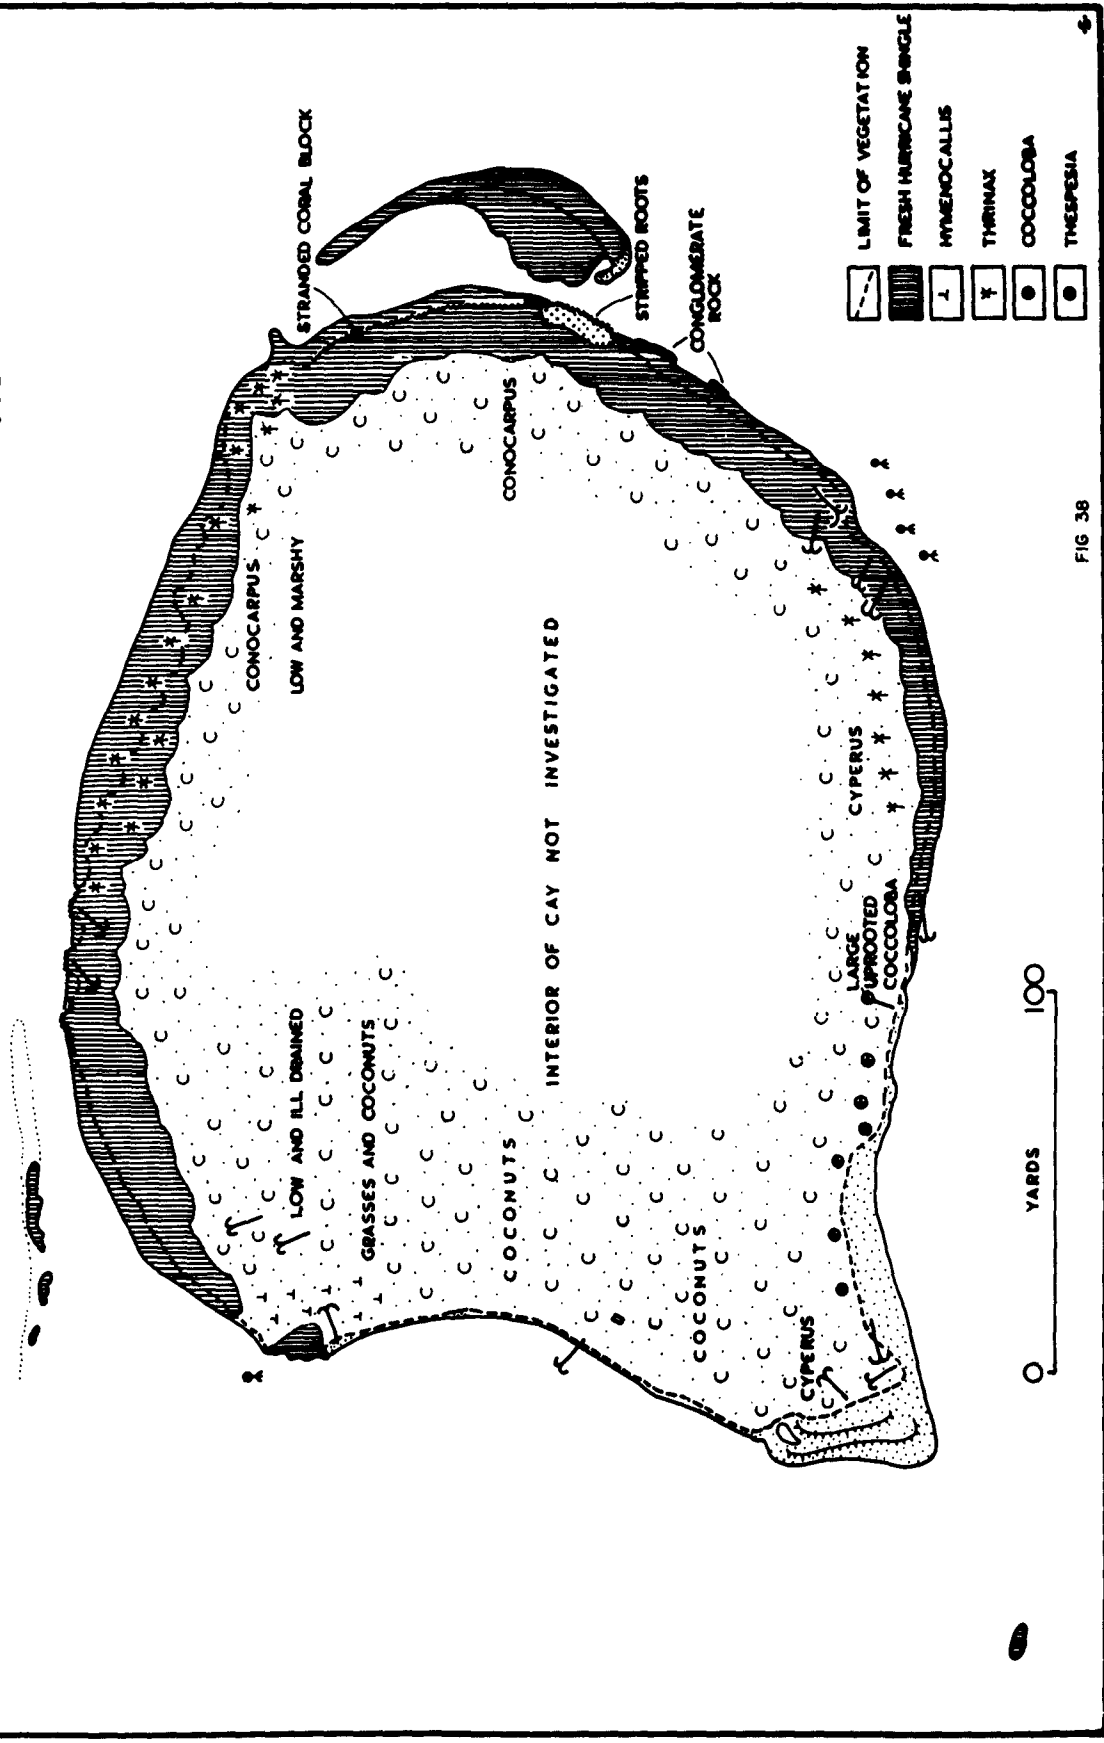 STRANDED CORAL BLOCK
STRIPPED ROOTS
CONGLOMERATE
ROCK
CONOCARPUS
LOW AND MARSHY
CONOCARPUS
INTERIOR OF CAY NOT INVESTIGATED
LOW AND ILL DRAINED
GRASSES AND COCONUTS
COCONUTS
COCONUTS
CYPERUS
CYPERUS
LARGE
UPROOTED
COCCOLOBA
LIMIT OF VEGETATION
FRESH HURRICANE SHINGLE
HYMENOCALLIS
THRINAX
COCCOLOBA
THESPESIA
0 100
YARDS
FIG 38